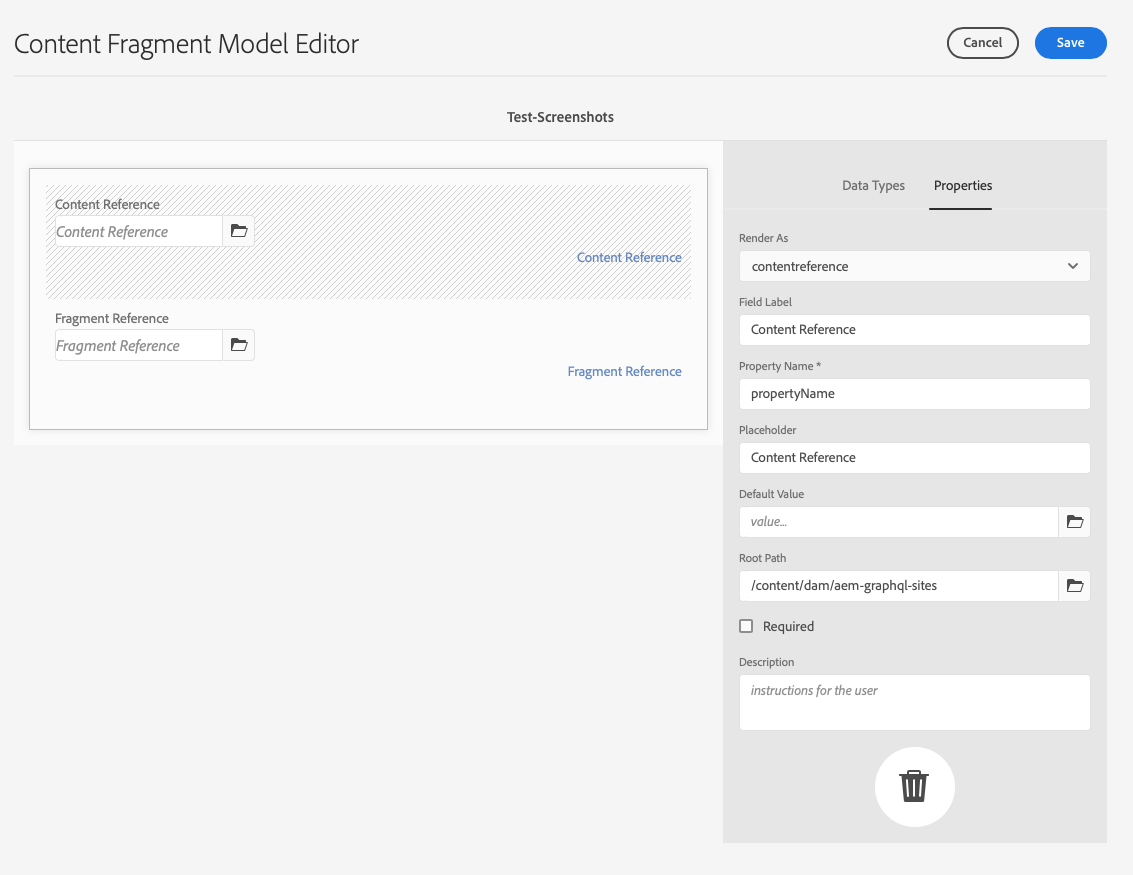 Content Fragment Model Editor
Cancel
Save
Test-Screenshots
Content Reference
Content Reference
Content Reference
Fragment Reference
Fragment Reference
Fragment Reference
Data Types
Properties
Render As
contentreference
Field Label
Content Reference
Property Name *
propertyName
Placeholder
Content Reference
Default Value
value...
Root Path
/content/dam/aem-graphql-sites
Required
Description
instructions for the user